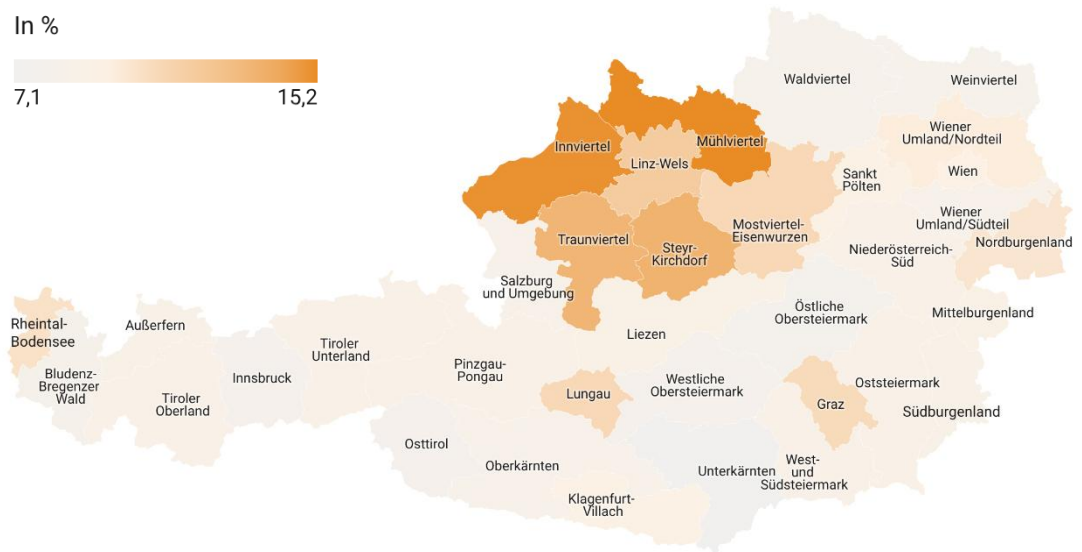 In %
7,1
15,2
Waldviertel
Weinviertel
Wiener
Umland/Nordteil
Innviertel
Mühlviertel
Linz-Wels
Sankt
Pölten
Wien
Wiener
Umland/Südteil
Mostviertel-
Eisenwurzen
Traunviertel
Steyr-
Kirchdorf
Nordburgenland
Niederösterreich-
Süd
Salzburg
und Umgebung
Östliche
Obersteiermark
Mittelburgenland
Rheintal-
Bodensee
Außerfern
Liezen
Tiroler
Unterland
Pinzgau-
Pongau
Bludenz-
Bregenzer
Wald
Innsbruck
Westliche
Obersteiermark
Oststeiermark
Tiroler
Oberland
Lungau
Graz
Südburgenland
Osttirol
Oberkärnten
Unterkärnten
West-
und
Südsteiermark
Klagenfurt-
Villach